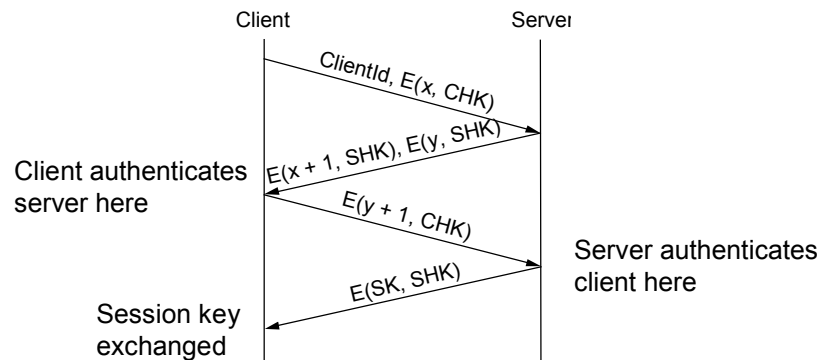 Client
Server
ClientId, E(x, CHK)
E(x + 1, SHK), E(y, SHK)
Client authenticates
server here
E(y + 1, CHK)
Server authenticates
client here
E(SK, SHK)
Session key
exchanged